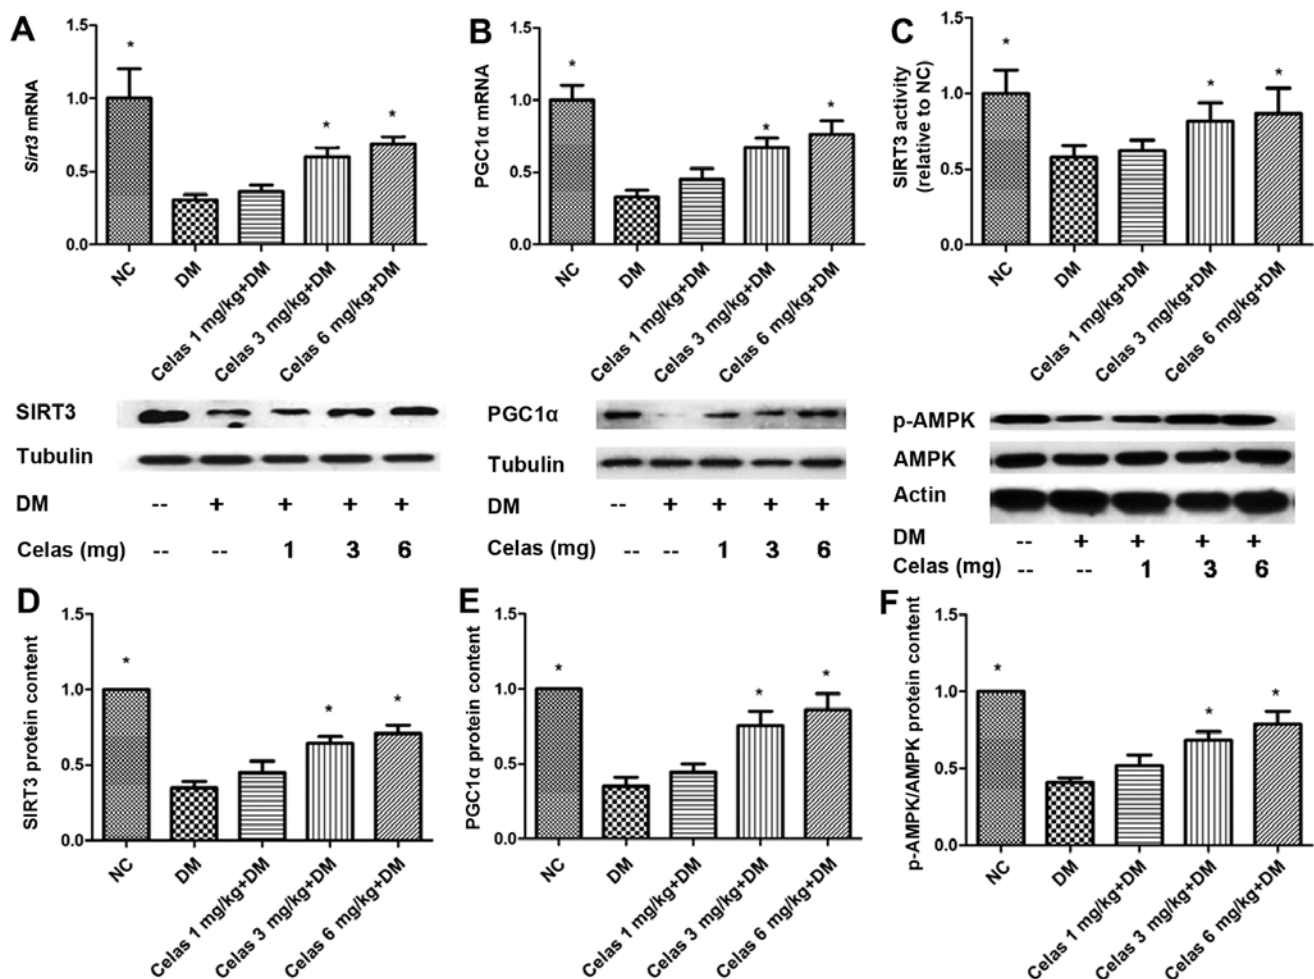 A
Sirt3 mRNA
1.5
1.0
0.5
0.0
*
*
*
NC
DM
Celas 1 mg/kg+DM
Celas 3 mg/kg+DM
Celas 6 mg/kg+DM
B
PGC1α mRNA
1.5
1.0
0.5
0.0
*
*
*
NC
DM
Celas 1 mg/kg+DM
Celas 3 mg/kg+DM
Celas 6 mg/kg+DM
C
SIRT3 activity
(relative to NC)
1.5
1.0
0.5
0.0
*
*
*
NC
DM
Celas 1 mg/kg+DM
Celas 3 mg/kg+DM
Celas 6 mg/kg+DM
SIRT3
Tubulin
DM -- + + + +
Celas (mg) -- -- 1 3 6
PGC1α
Tubulin
DM -- + + + +
Celas (mg) -- -- 1 3 6
p-AMPK
AMPK
Actin
DM -- + + + +
Celas (mg) -- -- 1 3 6
D
SIRT3 protein content
1.5
1.0
0.5
0.0
*
*
*
NC
DM
Celas 1 mg/kg+DM
Celas 3 mg/kg+DM
Celas 6 mg/kg+DM
E
PGC1α protein content
1.5
1.0
0.5
0.0
*
*
*
NC
DM
Celas 1 mg/kg+DM
Celas 3 mg/kg+DM
Celas 6 mg/kg+DM
F
p-AMPK/AMPK protein content
1.5
1.0
0.5
0.0
*
*
*
NC
DM
Celas 1 mg/kg+DM
Celas 3 mg/kg+DM
Celas 6 mg/kg+DM